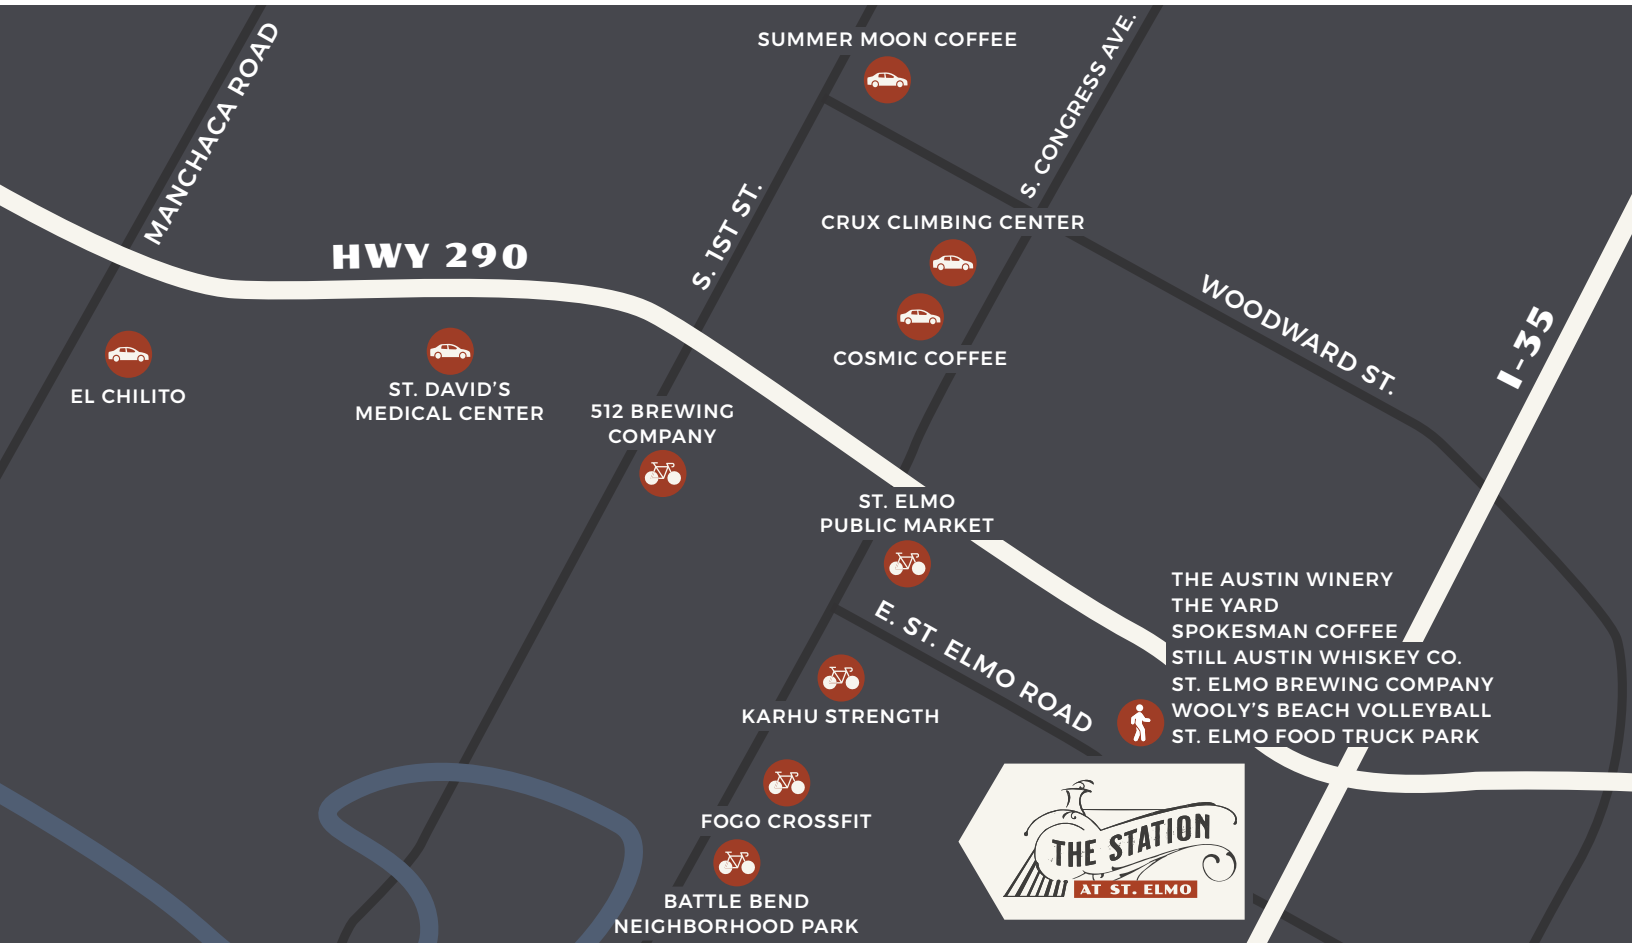 SUMMER MOON COFFEE
MANCHACA ROAD
S. CONGRESS AVE.
S. 1ST ST.
CRUX CLIMBING CENTER
HWY 290
WOODWARD ST.
I-35
COSMIC COFFEE
EL CHILITO
ST. DAVID'S
MEDICAL CENTER
512 BREWING
COMPANY
ST. ELMO
PUBLIC MARKET
E. ST. ELMO ROAD
THE AUSTIN WINERY
THE YARD
SPOKESMAN COFFEE
STILL AUSTIN WHISKEY CO.
ST. ELMO BREWING COMPANY
WOOLY'S BEACH VOLLEYBALL
ST. ELMO FOOD TRUCK PARK
KARHU STRENGTH
FOGO CROSSFIT
THE STATION
AT ST. ELMO
BATTLE BEND
NEIGHBORHOOD PARK